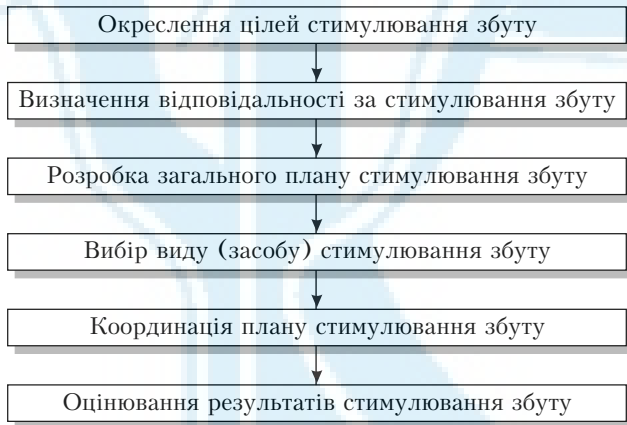 Окреслення цілей стимулювання збуту
Визначення відповідальності за стимулювання збуту
Розробка загального плану стимулювання збуту
Вибір виду (засобу) стимулювання збуту
Координація плану стимулювання збуту
Оцінювання результатів стимулювання збуту